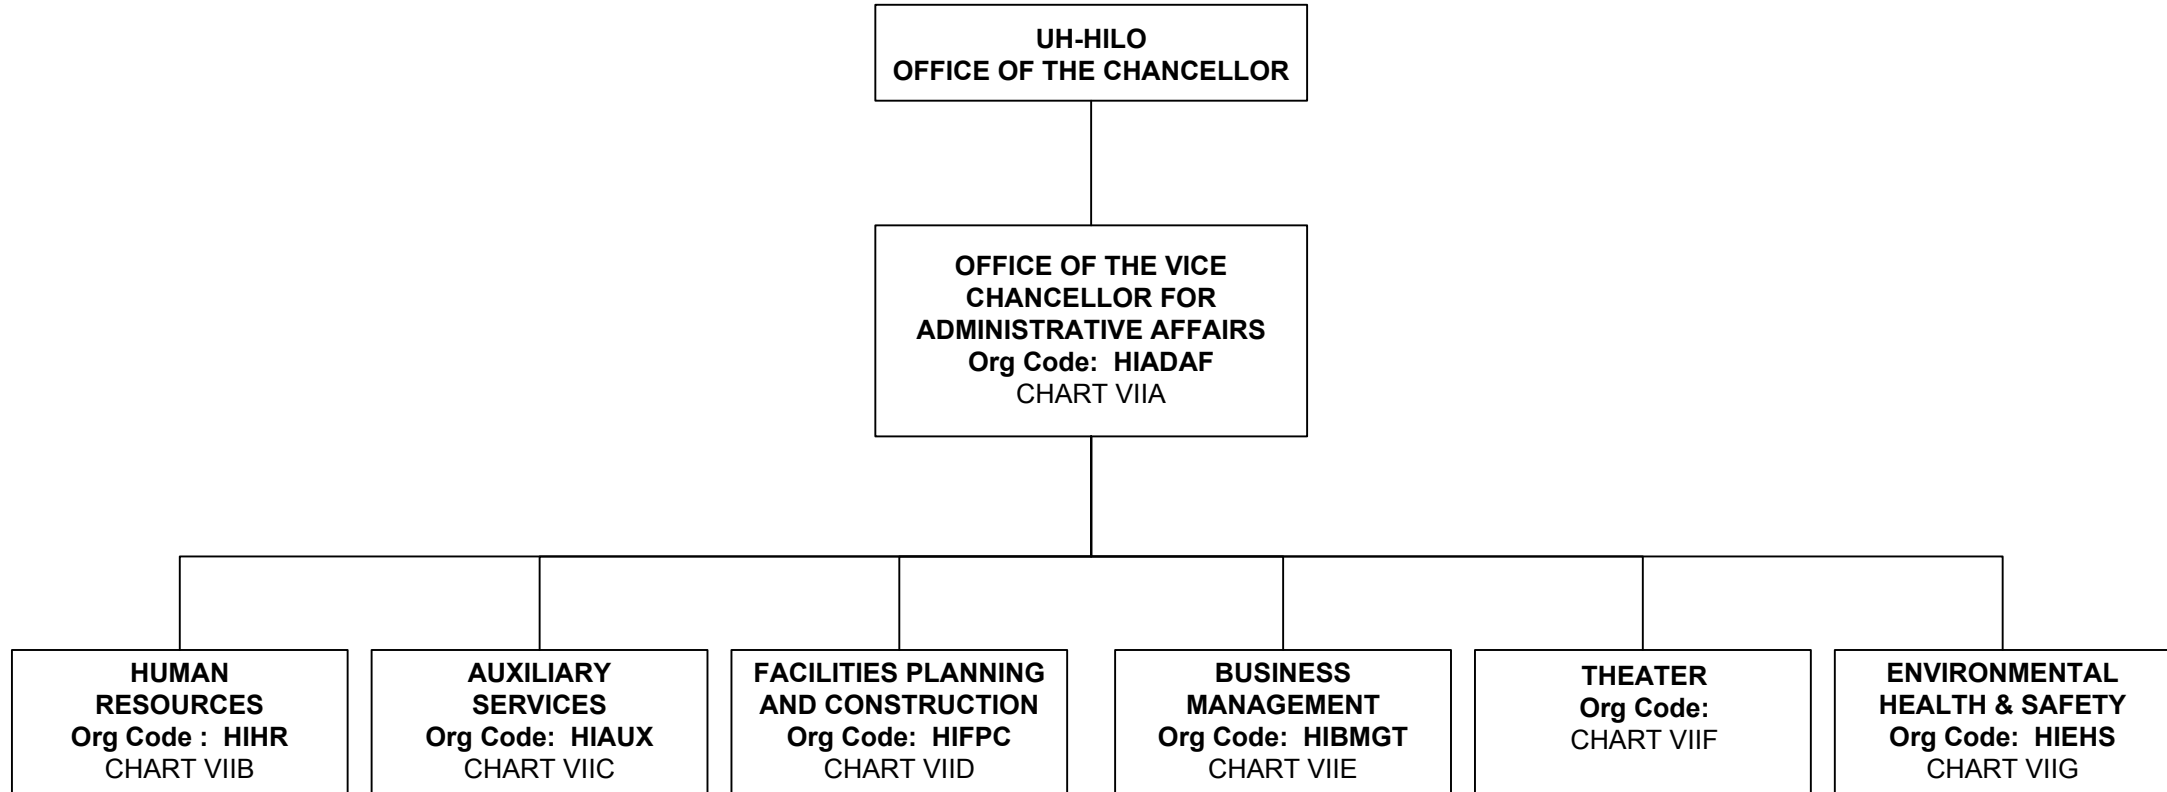 UH-HILO
OFFICE OF THE CHANCELLOR
OFFICE OF THE VICE
CHANCELLOR FOR
ADMINISTRATIVE AFFAIRS
Org Code: HIADAF
CHART VIIA
HUMAN
RESOURCES
Org Code : HIHR
CHART VIIB
AUXILIARY
SERVICES
Org Code: HIAUX
CHART VIIC
FACILITIES PLANNING
AND CONSTRUCTION
Org Code: HIFPC
CHART VIID
BUSINESS
MANAGEMENT
Org Code: HIBMGT
CHART VIIE
THEATER
Org Code:
CHART VIIF
ENVIRONMENTAL
HEALTH & SAFETY
Org Code: HIEHS
CHART VIIG